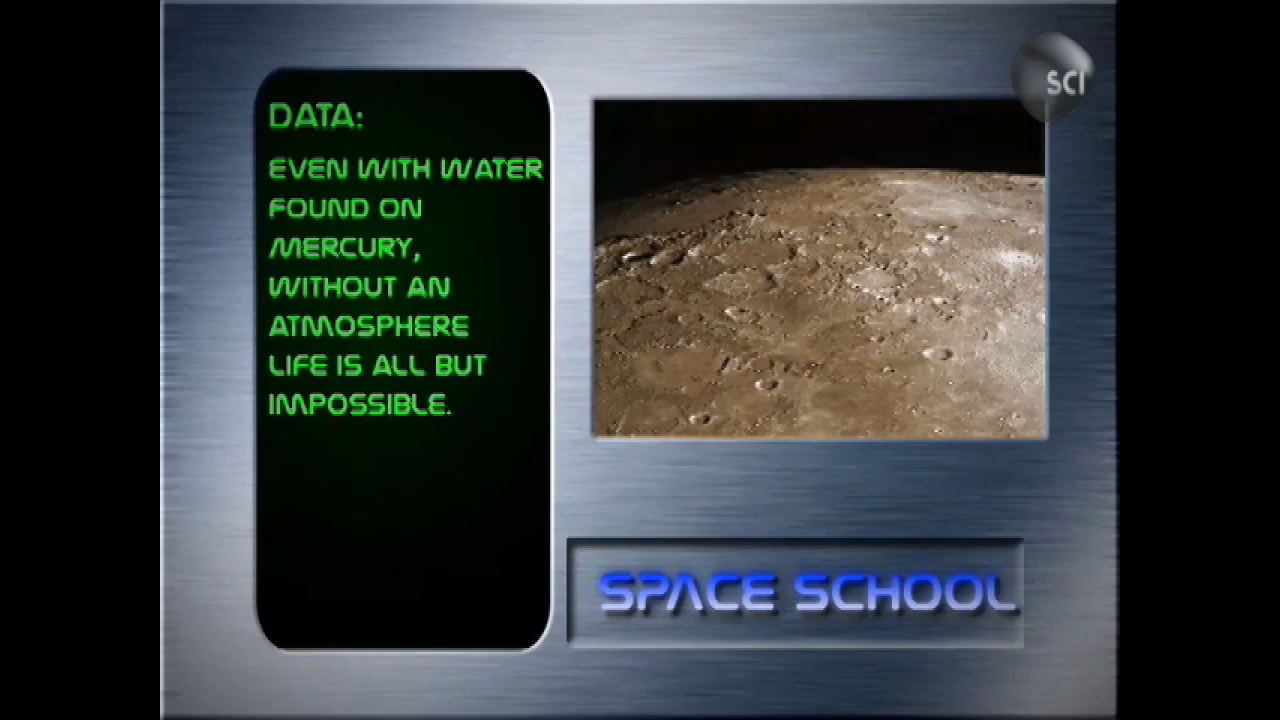 SCI
DATA:
EVEN WITH WATER
FOUND ON
MERCURY,
WITHOUT AN
ATMOSPHERE
LIFE IS ALL BUT
IMPOSSIBLE.
SPACE SCHOOL